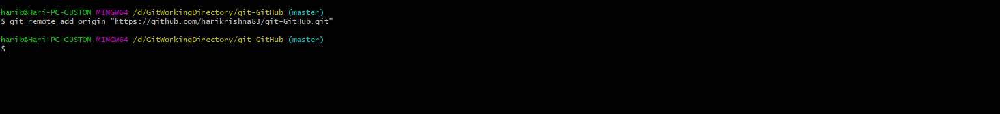 harik@Hari-PC-CUSTOM MINGW64 /d/GitWorkingDirectory/git-GitHub (master)
$ git remote add origin "https://github.com/harikrishna83/git-GitHub.git"
harik@Hari-PC-CUSTOM MINGW64 /d/GitWorkingDirectory/git-GitHub (master)
$